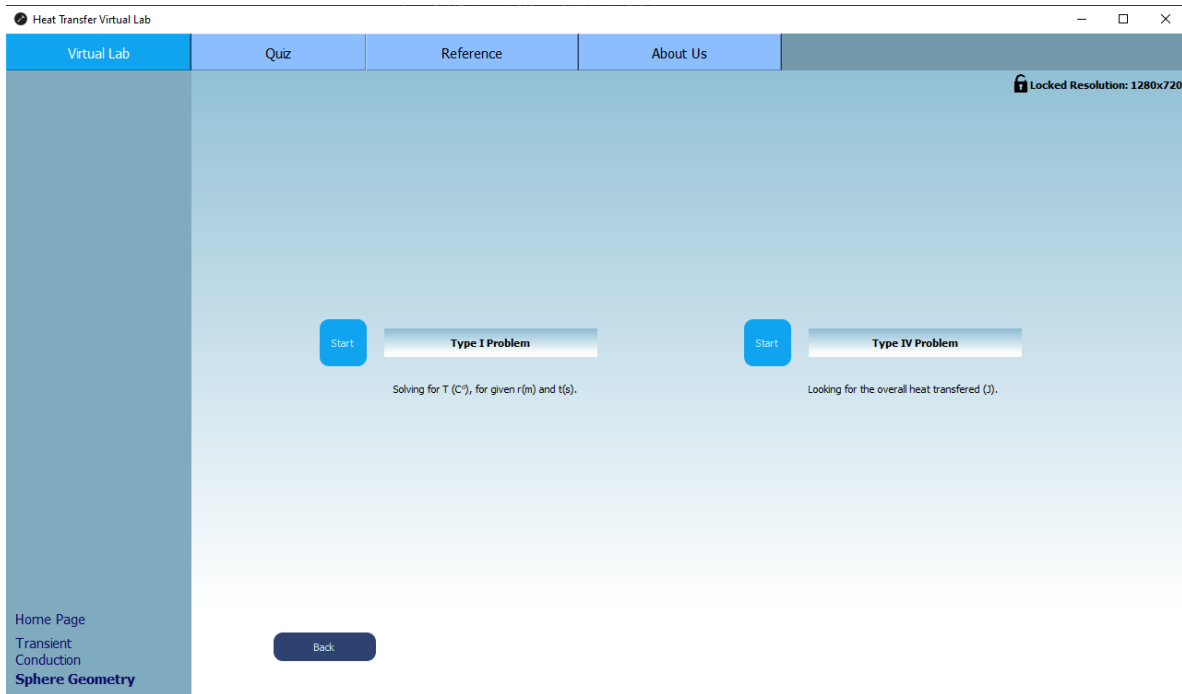 Heat Transfer Virtual Lab
Virtual Lab
Quiz
Reference
About Us
Locked Resolution: 1280x720
Start
Type I Problem
Solving for T (C°), for given r(m) and t(s).
Start
Type IV Problem
Looking for the overall heat transfered (J).
Home Page
Transient
Conduction
Sphere Geometry
Back